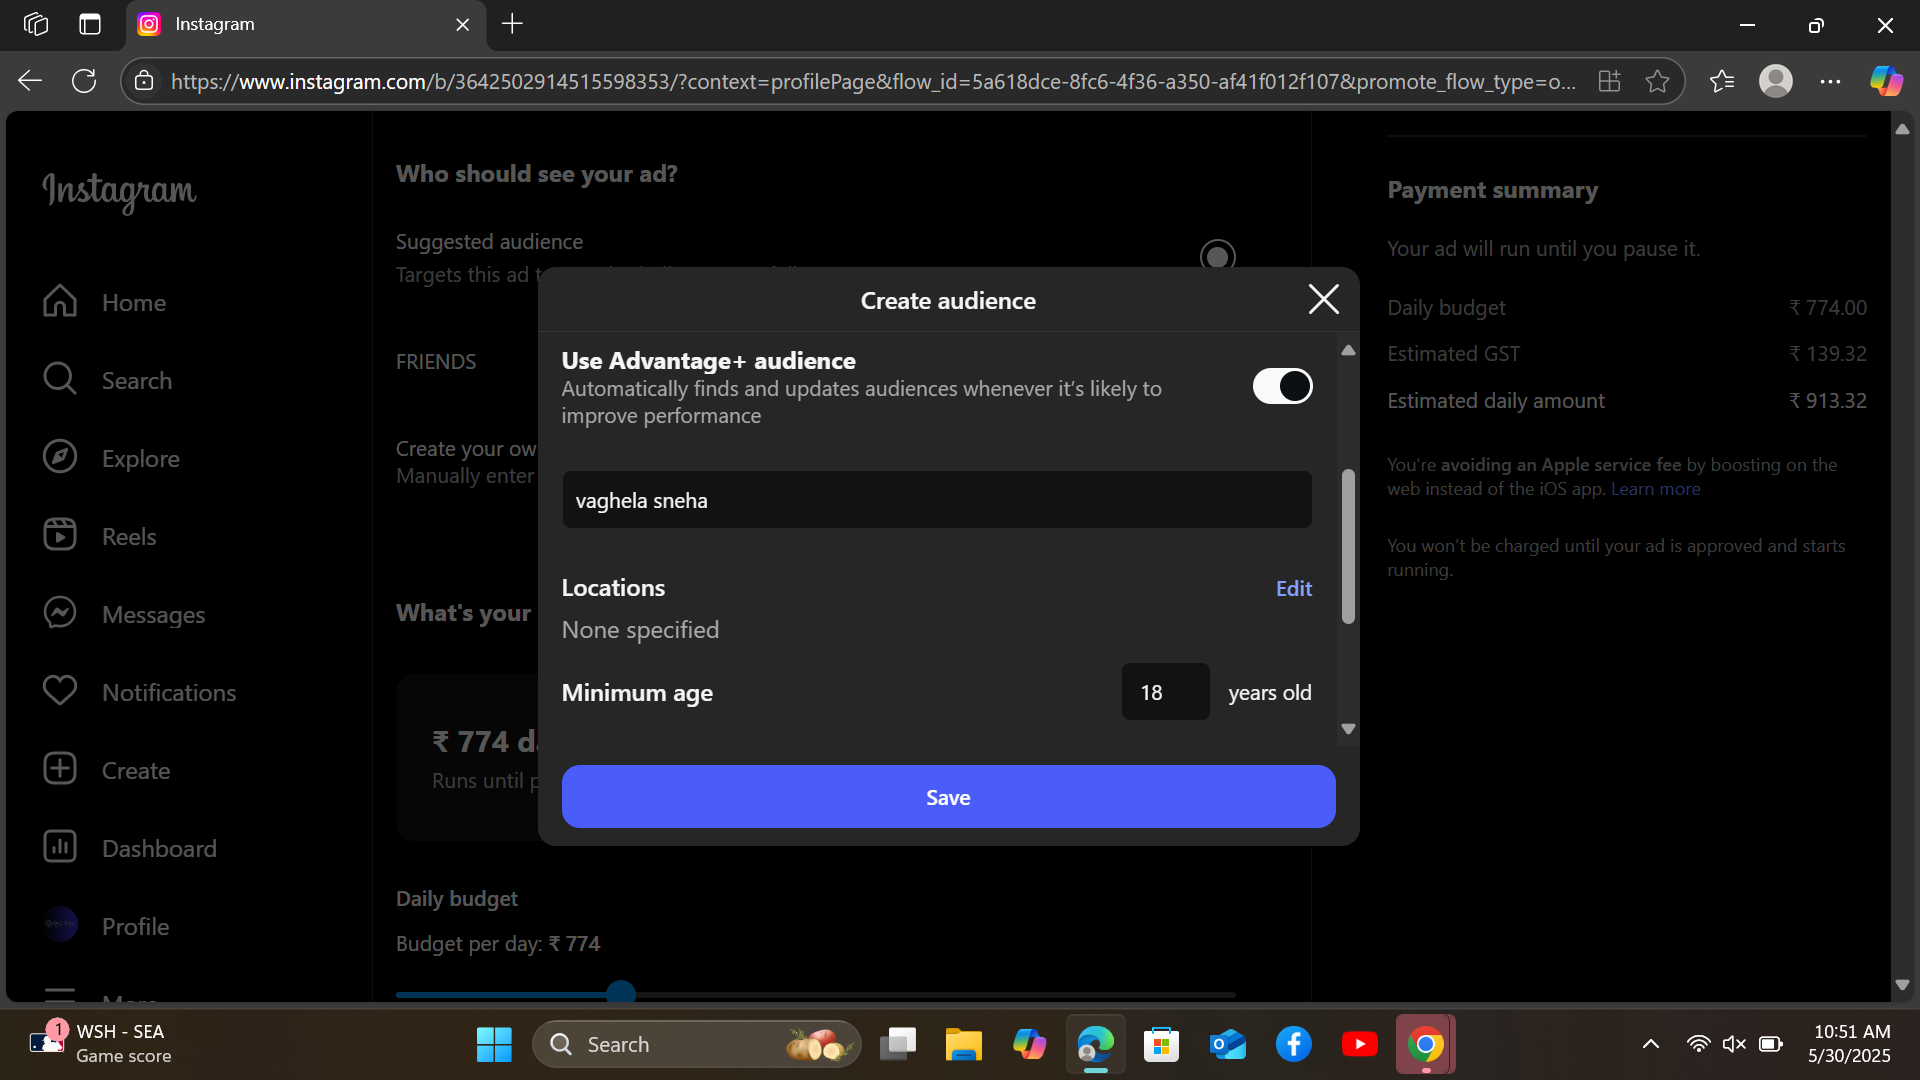 Instagram
https://www.instagram.com/b/3642502914515598353/?context=profilePage&flow_id=5a618dce-8fc6-4f36-a350-af41f012f107&promote_flow_type=o...
Instagram
Home
Search
Explore
Reels
Messages
Notifications
Create
Dashboard
Profile
More
Who should see your ad?
Suggested audience
Targets this ad
FRIENDS
Create your ow
Manually enter
What's your
₹ 774 d
Runs until p
Daily budget
Budget per day: ₹ 774
Create audience
Use Advantage+ audience
Automatically finds and updates audiences whenever it's likely to
improve performance
vaghela sneha
Locations
Edit
None specified
Minimum age
18
years old
Save
Payment summary
Your ad will run until you pause it.
Daily budget
₹ 774.00
Estimated GST
₹ 139.32
Estimated daily amount
₹ 913.32
You're avoiding an Apple service fee by boosting on the
web instead of the iOS app. Learn more
You won't be charged until your ad is approved and starts
running.
1
WSH - SEA
Game score
Search
10:51 AM
5/30/2025